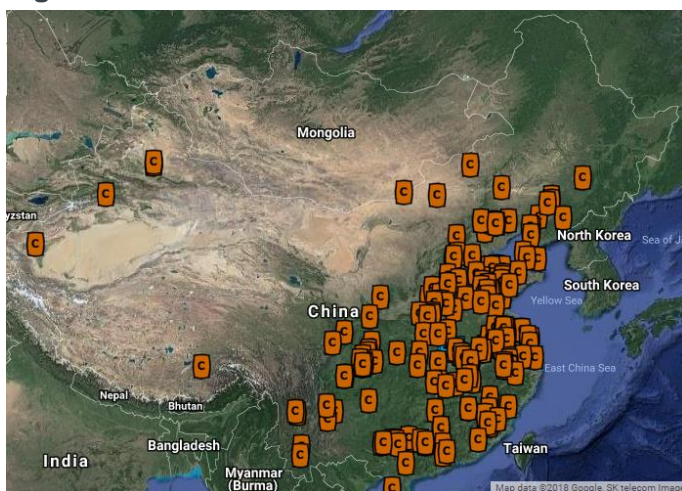 Mongolia
yzstan
North Korea
Sea of J
South Korea
China
Yellow Sea
East China Sea
Nepal
Bhutan
India
Bangladesh
Taiwan
Myanmar
(Burma)
Map data ©2018 Google, SK telecom Image
C